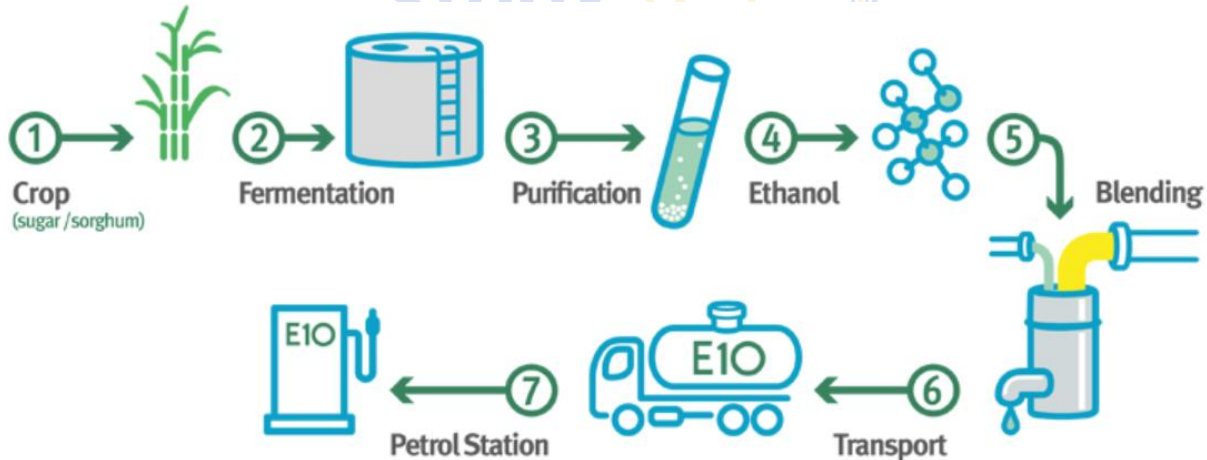 1
Crop
(sugar/sorghum)
2
Fermentation
3
Purification
4
Ethanol
5
Blending
6
Transport
E10
7
Petrol Station
E10